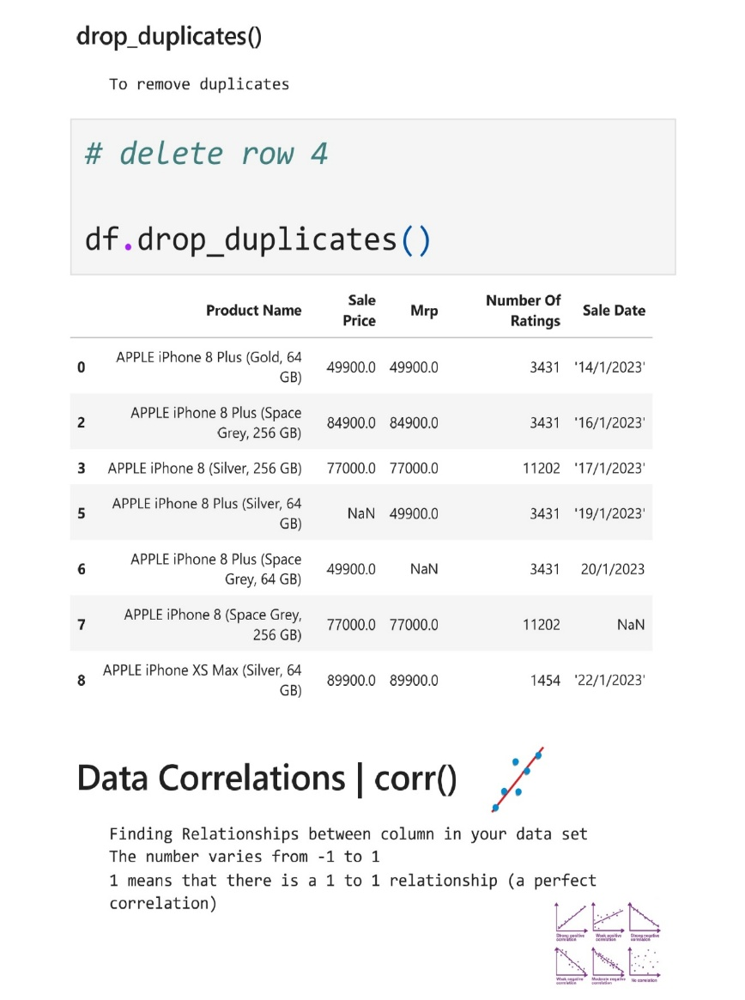 drop_duplicates()
To remove duplicates
# delete row 4
df.drop_duplicates()
Product Name Sale Price Mrp Number Of Ratings Sale Date
0 APPLE iPhone 8 Plus (Gold, 64 GB) 49900.0 49900.0 3431 '14/1/2023'
2 APPLE iPhone 8 Plus (Space Grey, 256 GB) 84900.0 84900.0 3431 '16/1/2023'
3 APPLE iPhone 8 (Silver, 256 GB) 77000.0 77000.0 11202 '17/1/2023'
5 APPLE iPhone 8 Plus (Silver, 64 GB) NaN 49900.0 3431 '19/1/2023'
6 APPLE iPhone 8 Plus (Space Grey, 64 GB) 49900.0 NaN 3431 20/1/2023
7 APPLE iPhone 8 (Space Grey, 256 GB) 77000.0 77000.0 11202 NaN
8 APPLE iPhone XS Max (Silver, 64 GB) 89900.0 89900.0 1454 '22/1/2023'
Data Correlations | corr()
Finding Relationships between column in your data set
The number varies from -1 to 1
1 means that there is a 1 to 1 relationship (a perfect
correlation)
Strong positive correlation
Weak positive correlation
Strong negative correlation
Weak negative correlation
Moderate negative correlation
No correlation